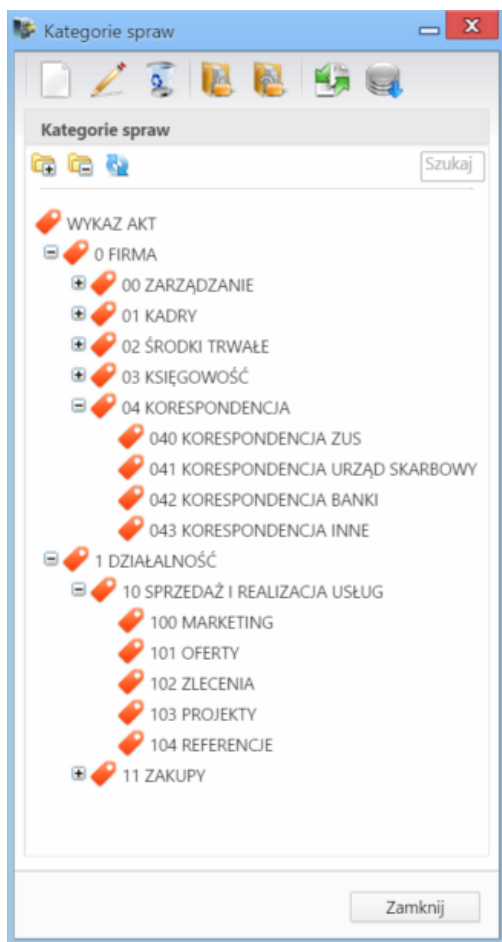 Kategorie spraw
Kategorie spraw
Szukaj
WYKAZ AKT
0 FIRMA
00 ZARZĄDZANIE
01 KADRY
02 ŚRODKI TRWAŁE
03 KSIĘGOWOŚĆ
04 KORESPONDENCJA
040 KORESPONDENCJA ZUS
041 KORESPONDENCJA URZĄD SKARBOWY
042 KORESPONDENCJA BANKI
043 KORESPONDENCJA INNE
1 DZIAŁALNOŚĆ
10 SPRZEDAŻ I REALIZACJA USŁUG
100 MARKETING
101 OFERTY
102 ZLECENIA
103 PROJEKTY
104 REFERENCJE
11 ZAKUPY
Zamknij